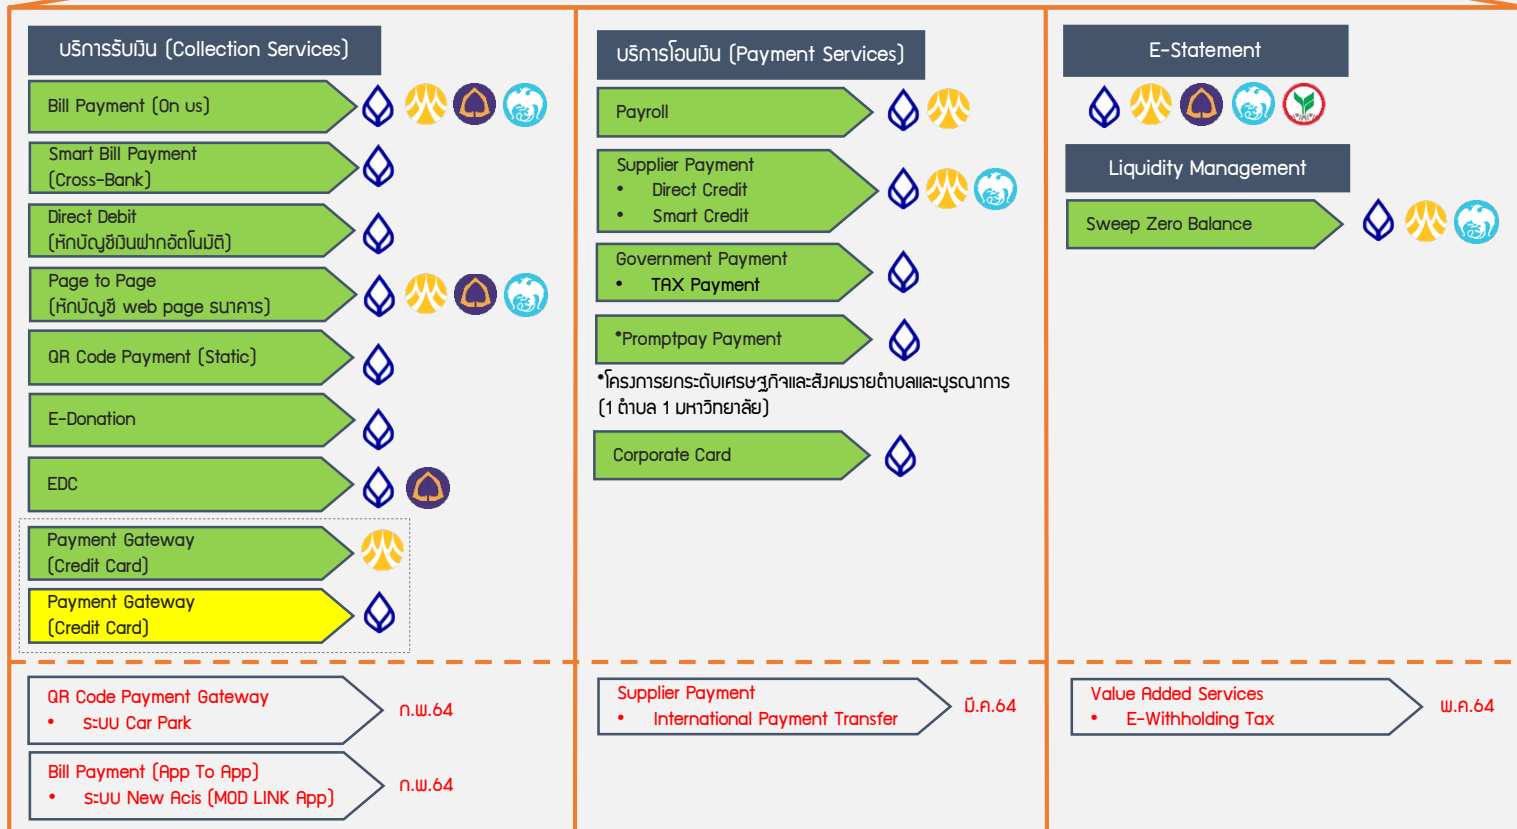 บริการรับเงิน (Collection Services)
Bill Payment (On us)
Smart Bill Payment
(Cross-Bank)
Direct Debit
(หักบัญชีเงินฝากอัตโนมัติ)
Page to Page
(หักบัญชี web page ธนาคาร)
QR Code Payment (Static)
E-Donation
EDC
Payment Gateway
(Credit Card)
Payment Gateway
(Credit Card)
QR Code Payment Gateway
• ระบบ Car Park
ก.พ.64
Bill Payment (App To App)
• ระบบ New Acis (MOD LINK App)
ก.พ.64
บริการโอนเงิน (Payment Services)
Payroll
Supplier Payment
• Direct Credit
• Smart Credit
Government Payment
• TAX Payment
*Promptpay Payment
*โครงการยกระดับเศรษฐกิจและสังคมรายตำบลและบูรณาการ
(1 ตำบล 1 มหาวิทยาลัย)
Corporate Card
Supplier Payment
• International Payment Transfer
มี.ค.64
E-Statement
Liquidity Management
Sweep Zero Balance
Value Added Services
• E-Withholding Tax
พ.ค.64